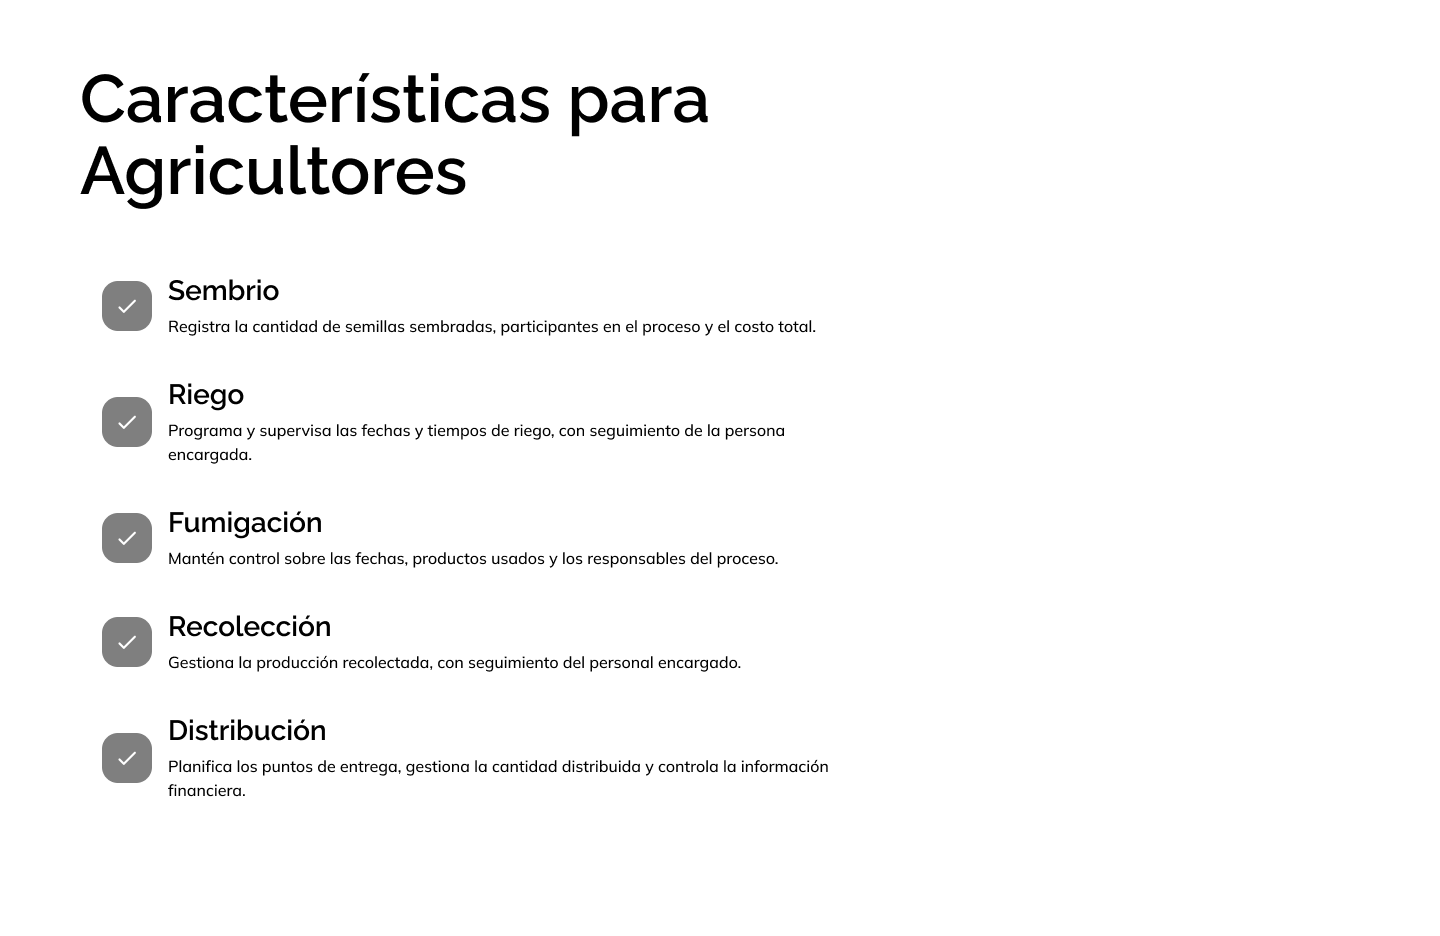 Características para
Agricultores
Sembrio
Registra la cantidad de semillas sembradas, participantes en el proceso y el costo total.
Riego
Programa y supervisa las fechas y tiempos de riego, con seguimiento de la persona
encargada.
Fumigación
Mantén control sobre las fechas, productos usados y los responsables del proceso.
Recolección
Gestiona la producción recolectada, con seguimiento del personal encargado.
Distribución
Planifica los puntos de entrega, gestiona la cantidad distribuida y controla la información
financiera.